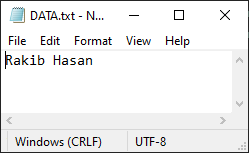 DATA.txt - N...
File Edit Format View Help
Rakib Hasan
Windows (CRLF) UTF-8